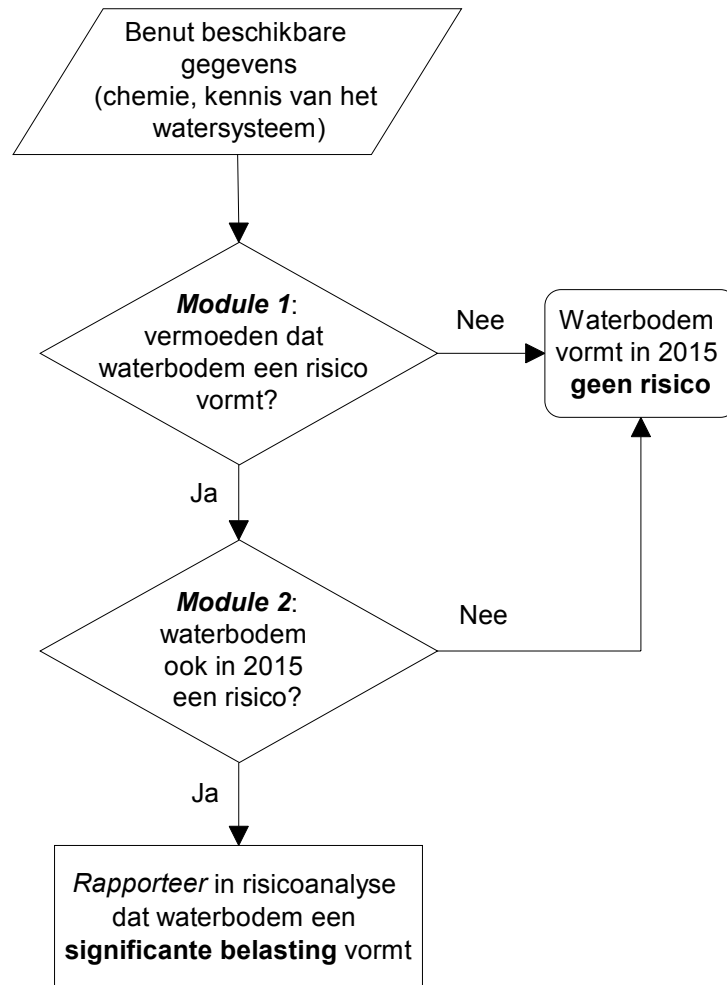 Benut beschikbare
gegevens
(chemie, kennis van het
watersysteem)
Module 1:
vermoeden dat
waterbodem een risico
vormt?
Nee
Waterbodem
vormt in 2015
geen risico
Ja
Module 2:
waterbodem
ook in 2015
een risico?
Nee
Ja
Rapporteer in risicoanalyse
dat waterbodem een
significante belasting vormt